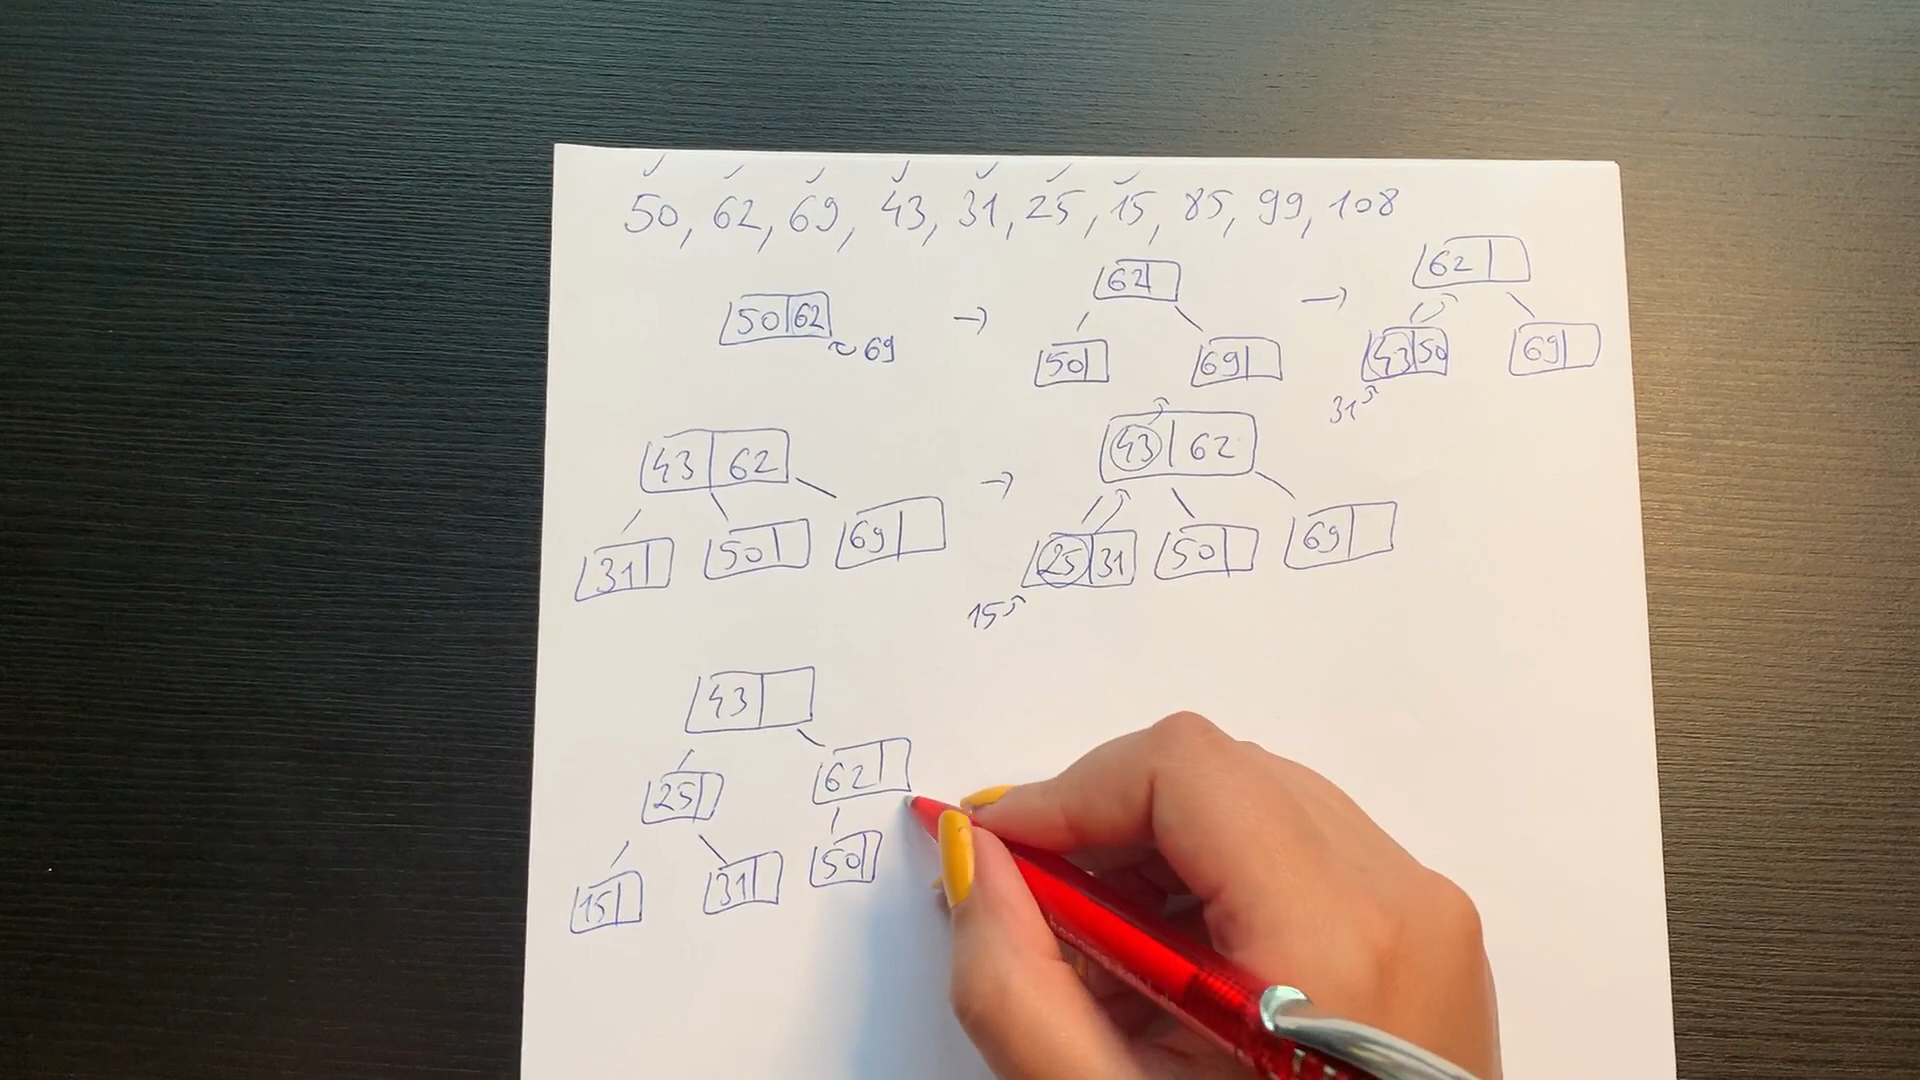 50, 62, 69, 43, 31, 25, 15, 85, 99, 108
50 62
69
→
62
50 69
→
62
43 50 69
31
43 62
31 50 69
→
43 62
25 31 50 69
15
43
25 62
15 31 50